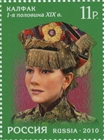 КАЛФАК 11р.
1-я половина XIX в.
РОССИЯ RUSSIA · 2010